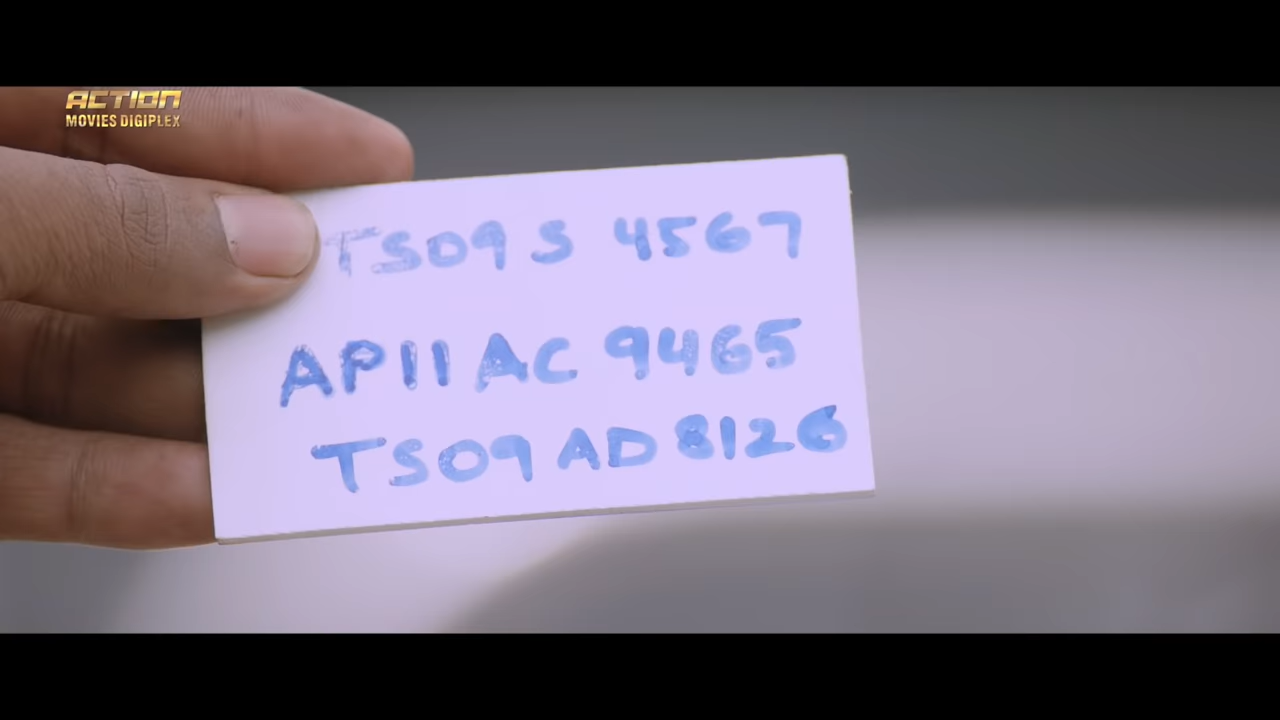 ACTION
MOVIES DIGIPLEX
TS09 S 4567
AP11 AC 9465
TS09 AD 8126